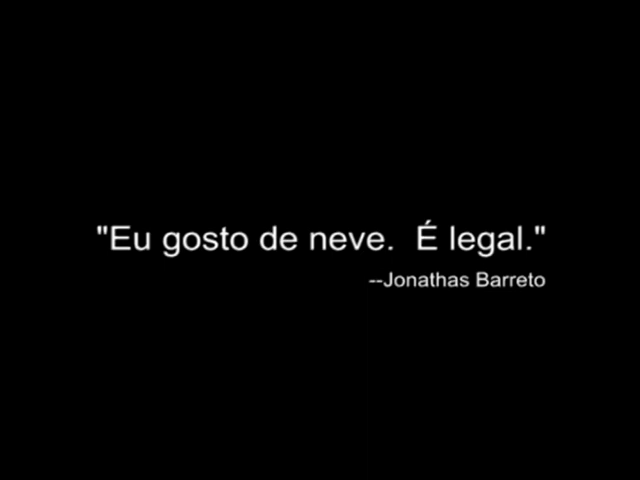 "Eu gosto de neve.  É legal."
--Jonathas Barreto